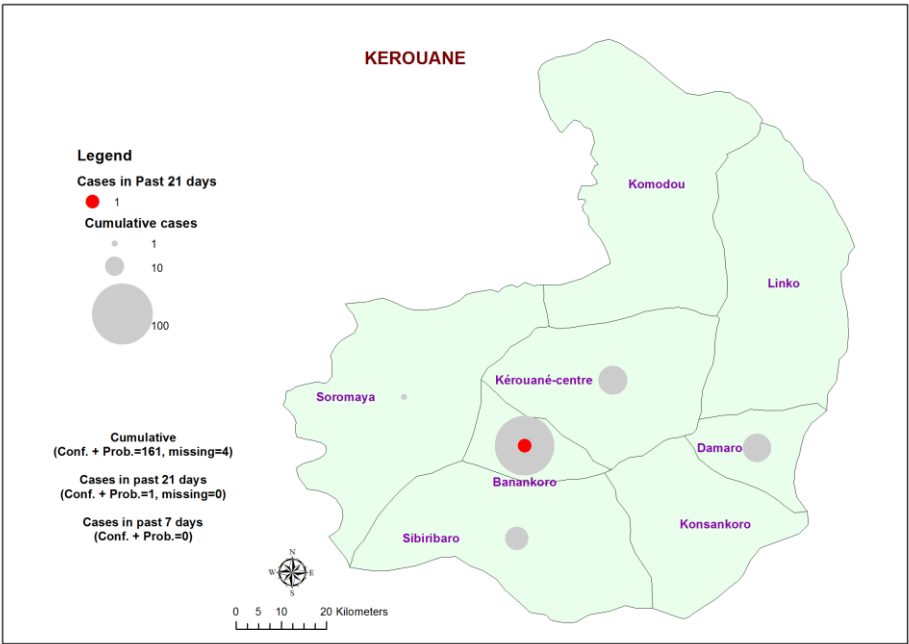 KEROUANE
Legend
Cases in Past 21 days
1
Cumulative cases
1
10
100
Komodou
Linko
Kérouané-centre
Soromaya
Damaro
Banankoro
Konsankoro
Sibiribaro
Cumulative
(Conf. + Prob.=161, missing=4)
Cases in past 21 days
(Conf. + Prob.=1, missing=0)
Cases in past 7 days
(Conf. + Prob.=0)
N
W E
S
0 5 10 20 Kilometers